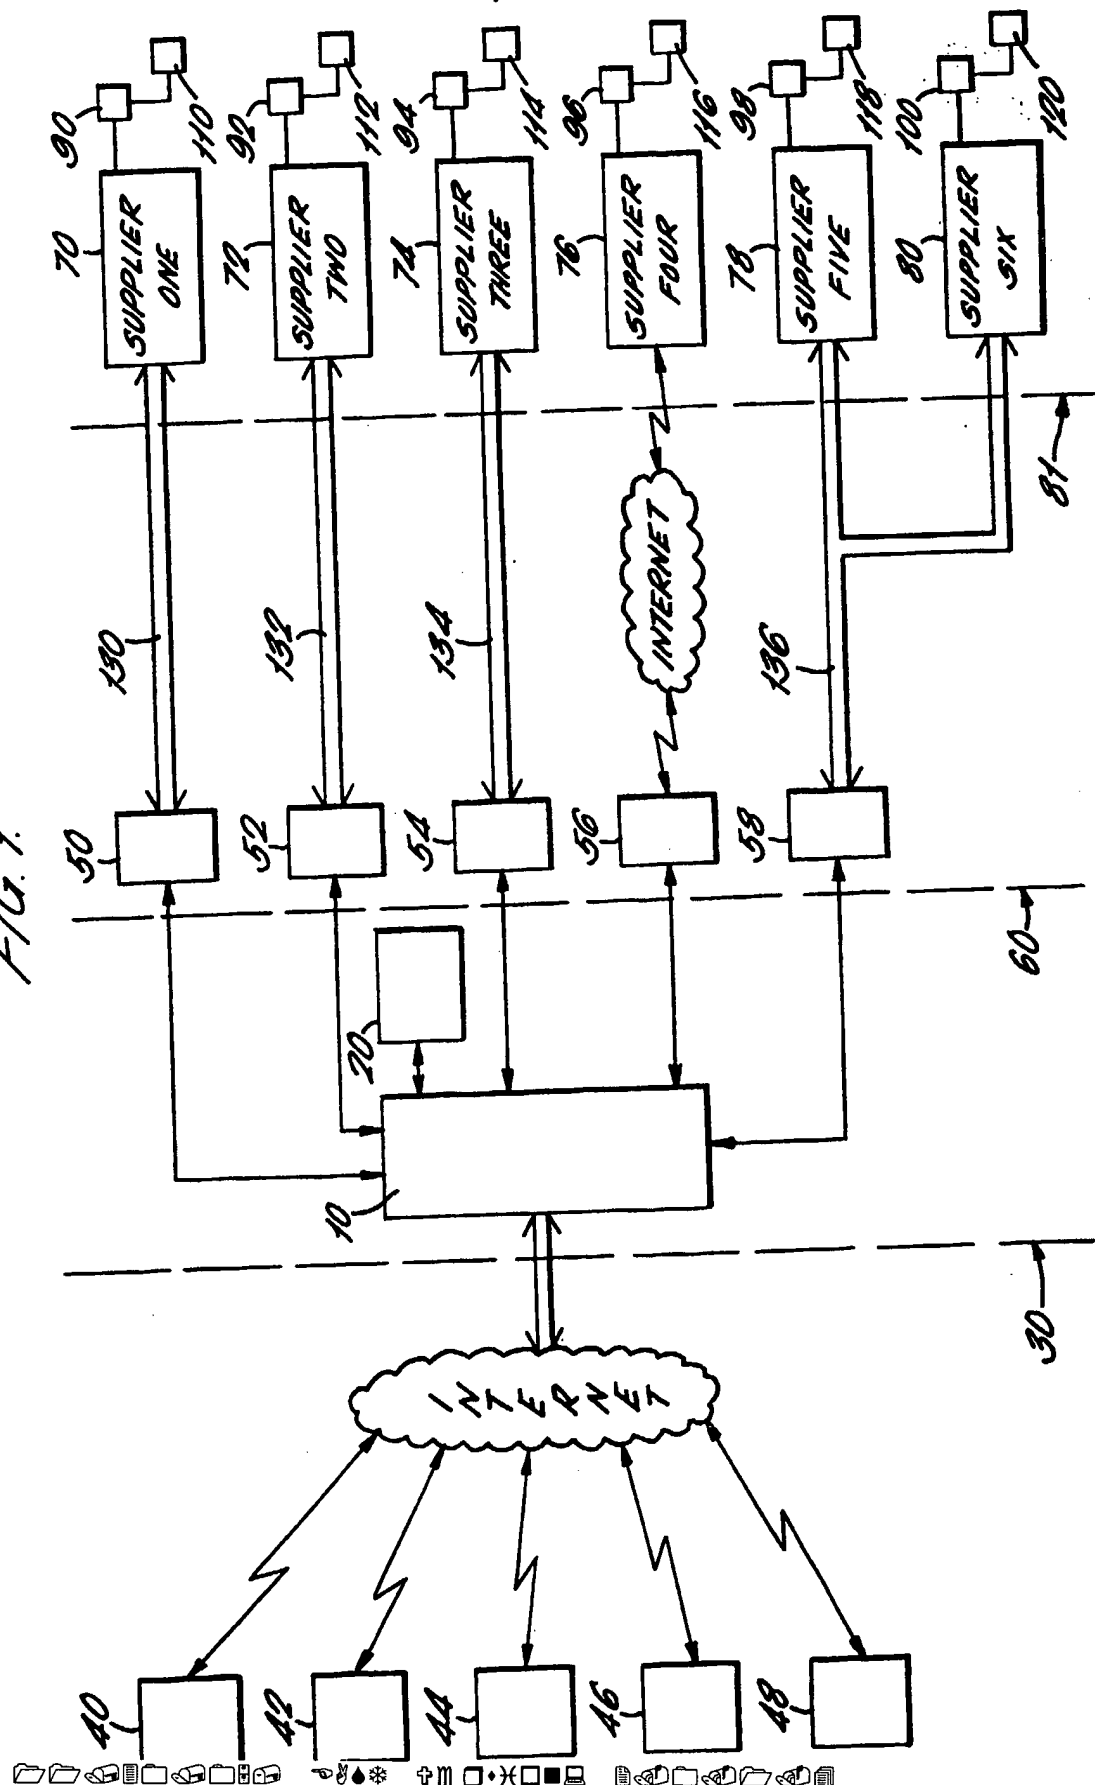 FIG. 1.
90
110
92
112
94
114
96
116
98
118
100
120
70
SUPPLIER
ONE
72
SUPPLIER
TWO
74
SUPPLIER
THREE
76
SUPPLIER
FOUR
78
SUPPLIER
FIVE
80
SUPPLIER
SIX
81
130
132
134
INTERNET
136
50
52
54
56
58
60
20
10
30
INTERNET
40
42
44
46
48